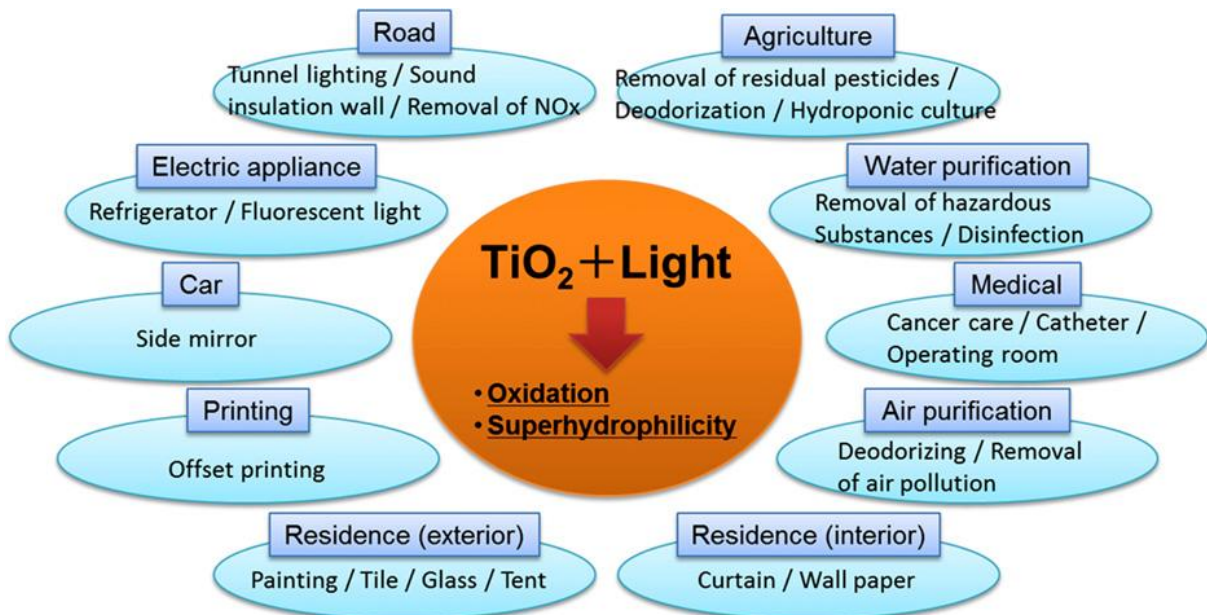 Road
Tunnel lighting / Sound
insulation wall / Removal of NOx
Agriculture
Removal of residual pesticides /
Deodorization / Hydroponic culture
Electric appliance
Refrigerator / Fluorescent light
Water purification
Removal of hazardous
Substances / Disinfection
TiO₂+Light
• Oxidation
• Superhydrophilicity
Car
Side mirror
Medical
Cancer care / Catheter /
Operating room
Printing
Offset printing
Air purification
Deodorizing / Removal
of air pollution
Residence (exterior)
Painting / Tile / Glass / Tent
Residence (interior)
Curtain / Wall paper